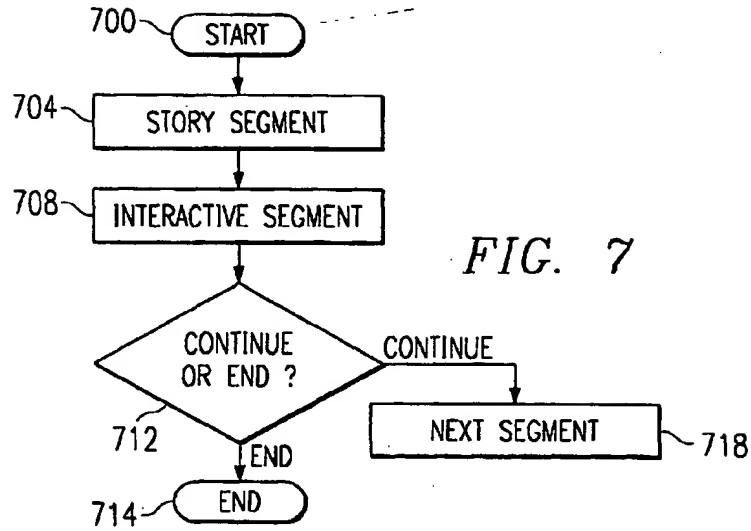 700
START
704
STORY SEGMENT
708
INTERACTIVE SEGMENT
FIG. 7
CONTINUE
OR END ?
CONTINUE
712
NEXT SEGMENT
718
END
714
END